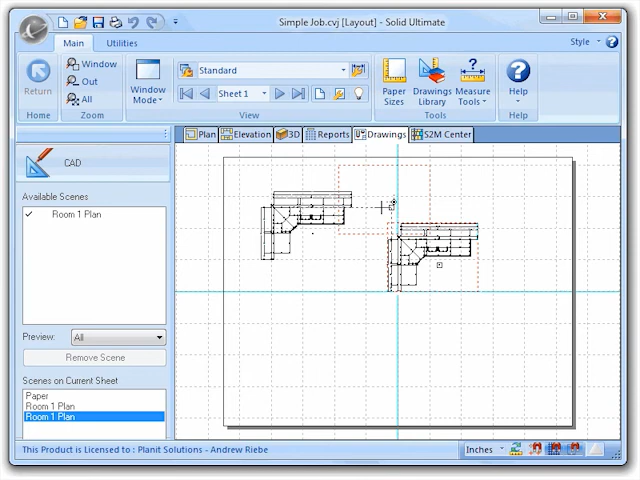 Simple Job.cvj [Layout] - Solid Ultimate
Main
Utilities
Style
Return
Window
Out
All
Window
Mode
Standard
Sheet 1
Paper
Sizes
Drawings
Library
Measure
Tools
Help
Home
Zoom
View
Tools
Help
Plan
Elevation
3D
Reports
Drawings
S2M Center
CAD
Available Scenes
Room 1 Plan
Preview:
All
Remove Scene
Scenes on Current Sheet
Paper
Room 1 Plan
Room 1 Plan
This Product is Licensed to : Planit Solutions - Andrew Riebe
Inches